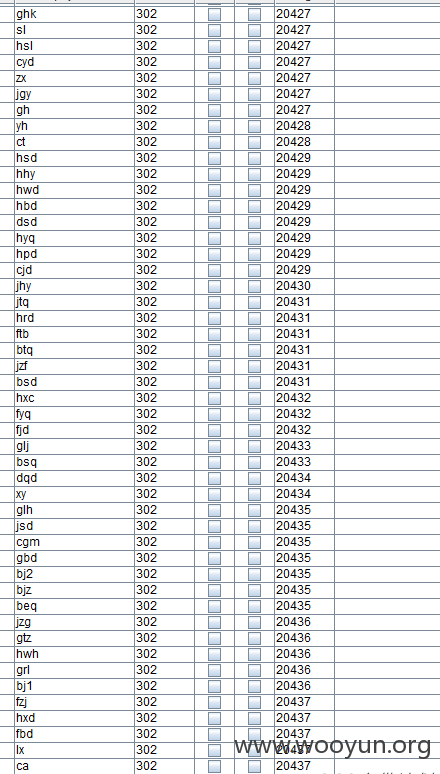 ghk 302 20427
sl 302 20427
hsl 302 20427
cyd 302 20427
zx 302 20427
jgy 302 20427
gh 302 20427
yh 302 20428
ct 302 20428
hsd 302 20429
hhy 302 20429
hwd 302 20429
hbd 302 20429
dsd 302 20429
hyq 302 20429
hpd 302 20429
cjd 302 20429
jhy 302 20430
jtq 302 20431
hrd 302 20431
ftb 302 20431
btq 302 20431
jzf 302 20431
bsd 302 20431
hxc 302 20432
fyq 302 20432
fjd 302 20432
glj 302 20433
bsq 302 20433
dqd 302 20434
xy 302 20434
glh 302 20435
jsd 302 20435
cgm 302 20435
gbd 302 20435
bj2 302 20435
bjz 302 20435
beq 302 20435
jzg 302 20436
gtz 302 20436
hwh 302 20436
grl 302 20436
bj1 302 20436
fzj 302 20437
hxd 302 20437
fbd 302 20437
lx 302 20437
ca 302 20437
www.wooyun.org